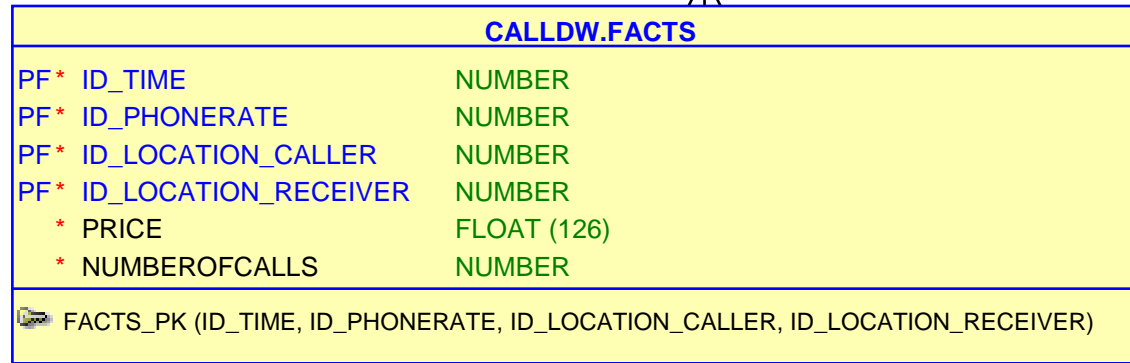 CALLDW.FACTS
PF* ID_TIME NUMBER
PF* ID_PHONERATE NUMBER
PF* ID_LOCATION_CALLER NUMBER
PF* ID_LOCATION_RECEIVER NUMBER
* PRICE FLOAT (126)
* NUMBEROFCALLS NUMBER
FACTS_PK (ID_TIME, ID_PHONERATE, ID_LOCATION_CALLER, ID_LOCATION_RECEIVER)